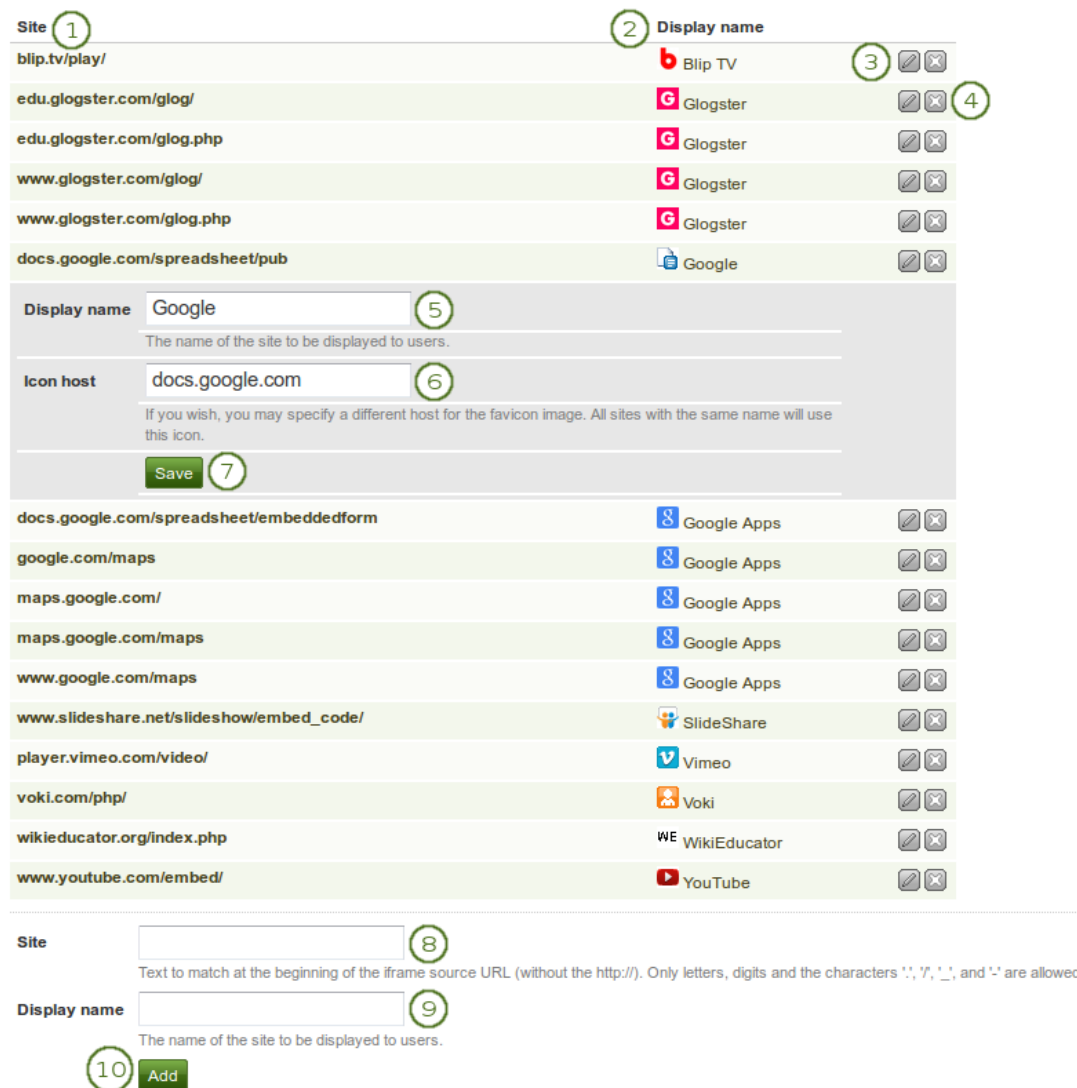 Site 1 2 Display name
blip.tv/play/ Blip TV 3
edu.glogster.com/glog/ G Glogster 4
edu.glogster.com/glog.php G Glogster
www.glogster.com/glog/ G Glogster
www.glogster.com/glog.php G Glogster
docs.google.com/spreadsheet/pub Google
Display name Google 5
The name of the site to be displayed to users.
Icon host docs.google.com 6
If you wish, you may specify a different host for the favicon image. All sites with the same name will use
this icon.
Save 7
docs.google.com/spreadsheet/embeddedform 8 Google Apps
google.com/maps 8 Google Apps
maps.google.com/ 8 Google Apps
maps.google.com/maps 8 Google Apps
www.google.com/maps 8 Google Apps
www.slideshare.net/slideshow/embed_code/ SlideShare
player.vimeo.com/video/ Vimeo
voki.com/php/ Voki
wikieducator.org/index.php WE WikiEducator
www.youtube.com/embed/ YouTube
Site 8
Text to match at the beginning of the iframe source URL (without the http://). Only letters, digits and the characters '.', '/', '_', and '-' are allowed
Display name 9
The name of the site to be displayed to users.
10 Add